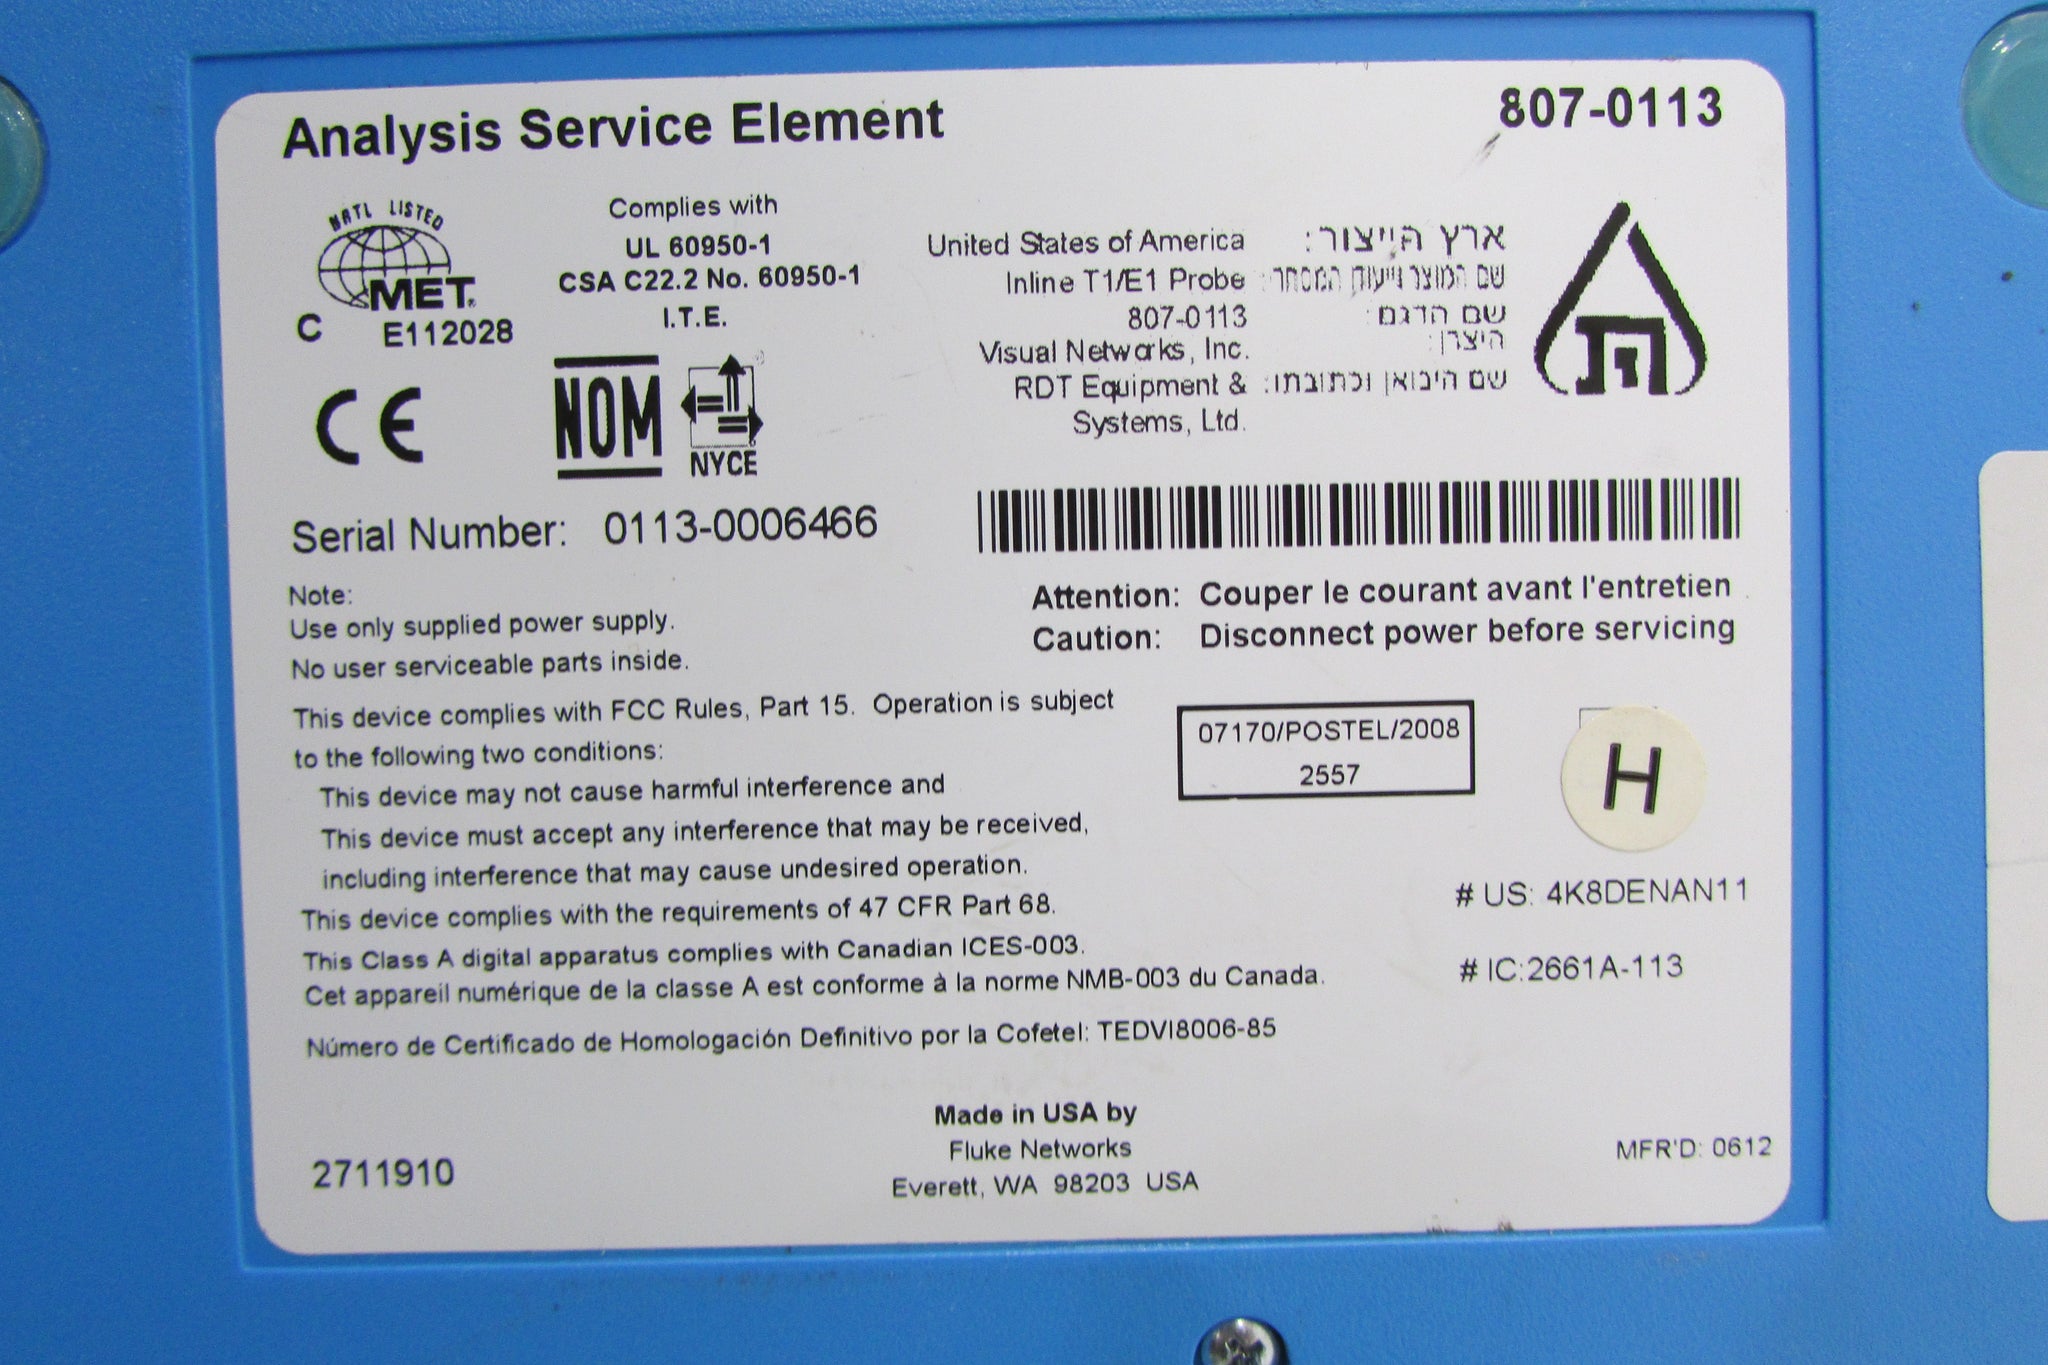 Analysis Service Element
807-0113
NRTL LISTED
MET
C E112028
Complies with
UL 60950-1
CSA C22.2 No. 60950-1
I.T.E.
CE
NOM
NYCE
United States of America ארץ הייצור:
Inline T1/E1 Probe שם המוצר וייעודו המסחרי:
807-0113 שם הדגם:
Visual Networks, Inc. היצרן:
RDT Equipment & שם היבואן וכתובתו:
Systems, Ltd.
Serial Number: 0113-0006466
Note:
Use only supplied power supply.
No user serviceable parts inside.
Attention: Couper le courant avant l'entretien
Caution: Disconnect power before servicing
This device complies with FCC Rules, Part 15. Operation is subject
to the following two conditions:
This device may not cause harmful interference and
This device must accept any interference that may be received,
including interference that may cause undesired operation.
This device complies with the requirements of 47 CFR Part 68.
This Class A digital apparatus complies with Canadian ICES-003.
Cet appareil numérique de la classe A est conforme à la norme NMB-003 du Canada.
Número de Certificado de Homologación Definitivo por la Cofetel: TEDVI8006-85
07170/POSTEL/2008
2557
H
# US: 4K8DENAN11
# IC:2661A-113
Made in USA by
Fluke Networks
Everett, WA 98203 USA
2711910
MFR'D: 0612